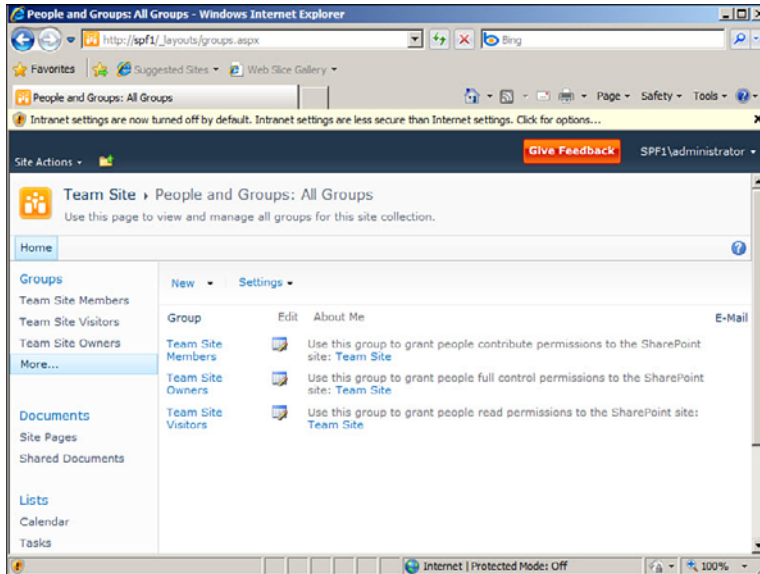 People and Groups: All Groups - Windows Internet Explorer
http://spf1/_layouts/groups.aspx
Bing
Favorites Suggested Sites Web Slice Gallery
People and Groups: All Groups
Page Safety Tools
Intranet settings are now turned off by default. Intranet settings are less secure than Internet settings. Click for options...
Site Actions Give Feedback SPF1\administrator
Team Site People and Groups: All Groups
Use this page to view and manage all groups for this site collection.
Home
Groups
Team Site Members
Team Site Visitors
Team Site Owners
More...
Documents
Site Pages
Shared Documents
Lists
Calendar
Tasks
New Settings
Group Edit About Me E-Mail
Team Site
Members
Use this group to grant people contribute permissions to the SharePoint
site: Team Site
Team Site
Owners
Use this group to grant people full control permissions to the SharePoint
site: Team Site
Team Site
Visitors
Use this group to grant people read permissions to the SharePoint site:
Team Site
Internet | Protected Mode: Off 100%